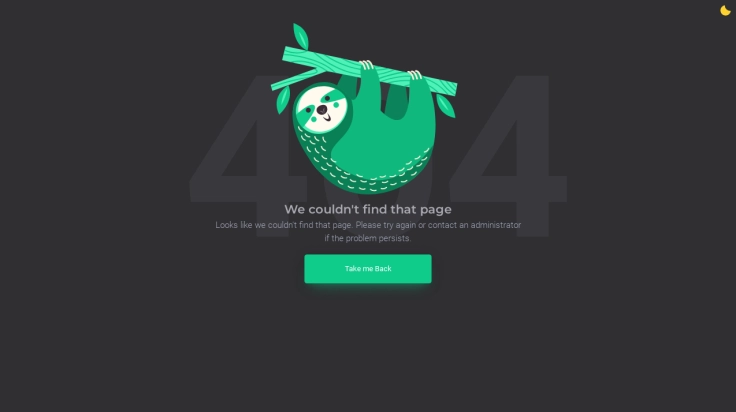 404
We couldn't find that page
Looks like we couldn't find that page. Please try again or contact an administrator
if the problem persists.
Take me Back